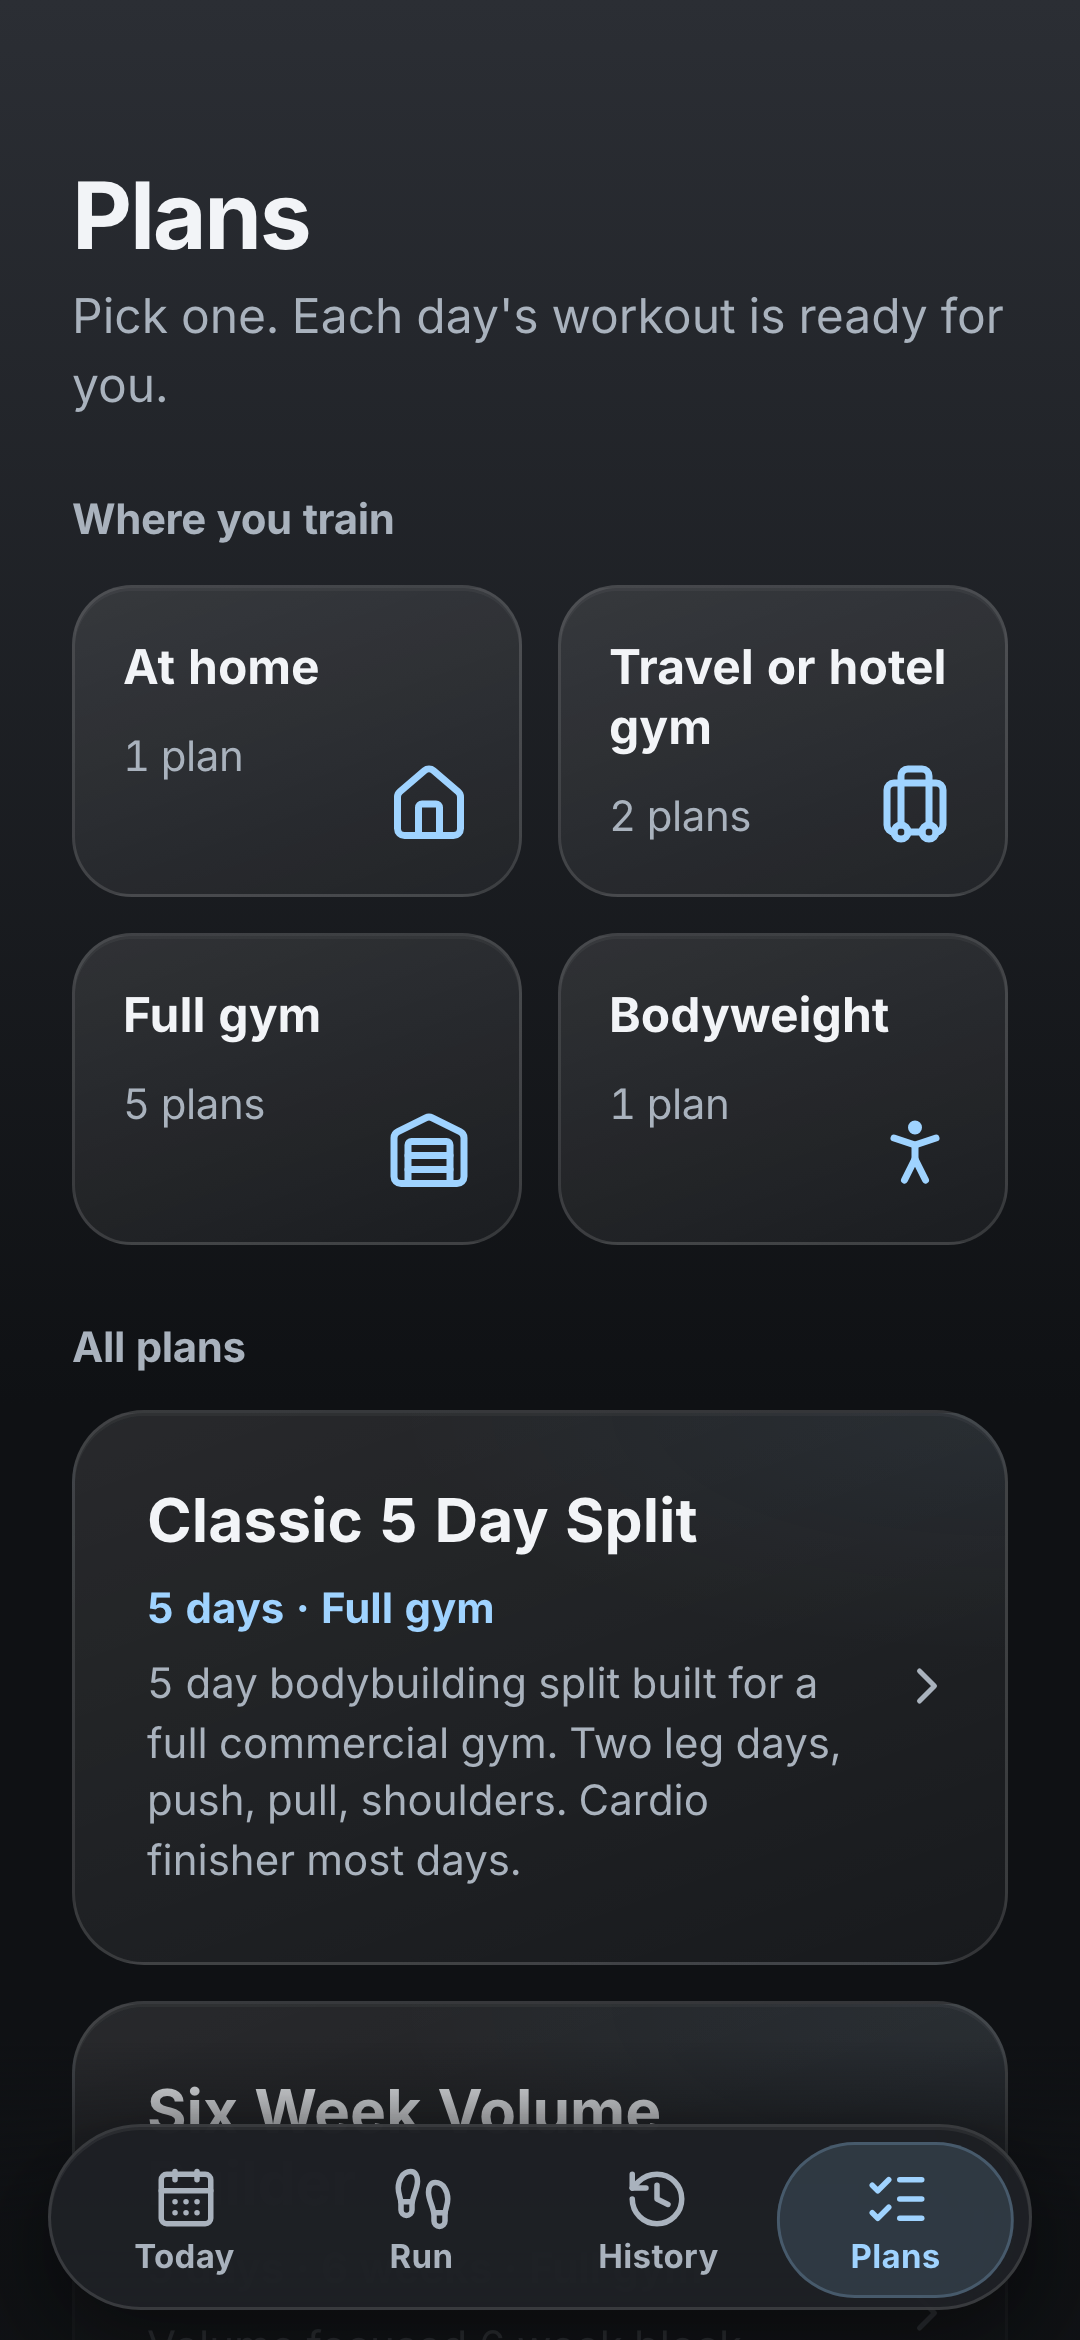 Plans
Pick one. Each day's workout is ready for
you.
Where you train
At home
1 plan
Travel or hotel
gym
2 plans
Full gym
5 plans
Bodyweight
1 plan
All plans
Classic 5 Day Split
5 days · Full gym
5 day bodybuilding split built for a
full commercial gym. Two leg days,
push, pull, shoulders. Cardio
finisher most days.
Six Week Volume
Today
Run
History
Plans